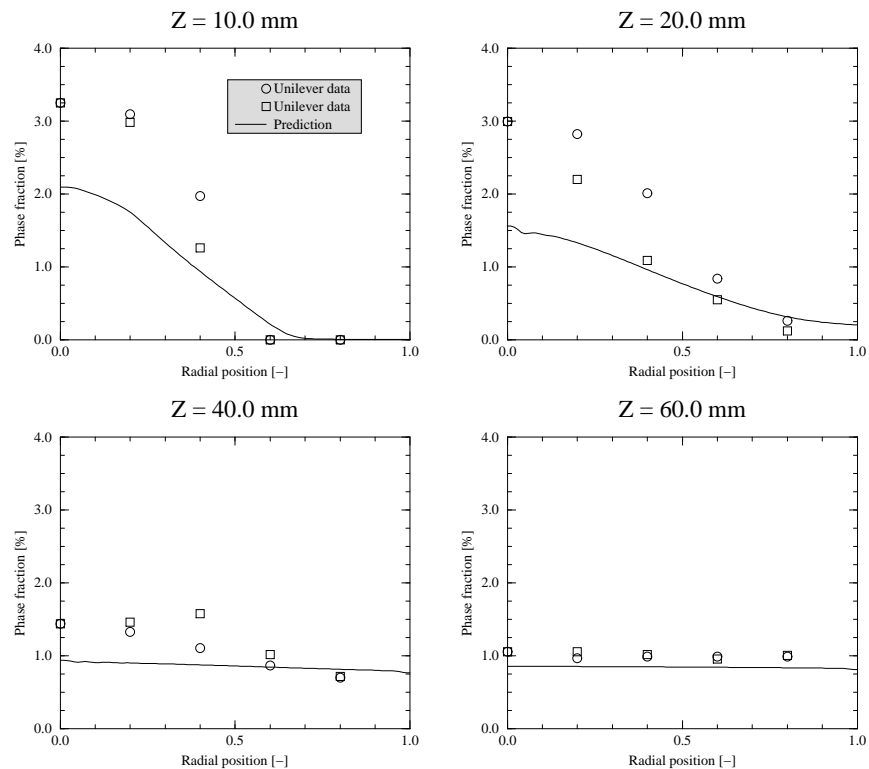 Z = 10.0 mm
4.0
3.0
2.0
1.0
0.0
Phase fraction [%]
0.0
0.5
1.0
Radial position [−]
Unilever data
Unilever data
Prediction
Z = 20.0 mm
4.0
3.0
2.0
1.0
0.0
Phase fraction [%]
0.0
0.5
1.0
Radial position [−]
Z = 40.0 mm
4.0
3.0
2.0
1.0
0.0
Phase fraction [%]
0.0
0.5
1.0
Radial position [−]
Z = 60.0 mm
4.0
3.0
2.0
1.0
0.0
Phase fraction [%]
0.0
0.5
1.0
Radial position [−]